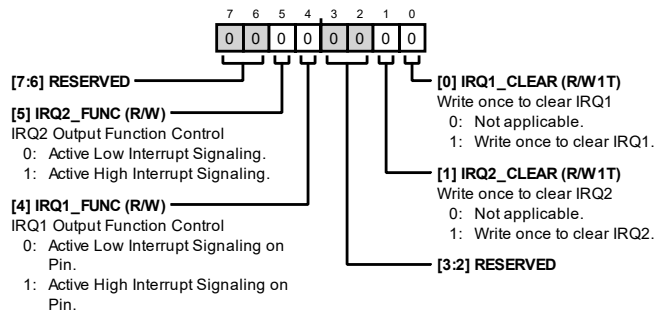 7 6 5 4 3 2 1 0
0 0 0 0 0 0 0 0
[7:6] RESERVED
[5] IRQ2_FUNC (R/W)
IRQ2 Output Function Control
0: Active Low Interrupt Signaling.
1: Active High Interrupt Signaling.
[4] IRQ1_FUNC (R/W)
IRQ1 Output Function Control
0: Active Low Interrupt Signaling on
Pin.
1: Active High Interrupt Signaling on
Pin.
[0] IRQ1_CLEAR (R/W1T)
Write once to clear IRQ1
0: Not applicable.
1: Write once to clear IRQ1.
[1] IRQ2_CLEAR (R/W1T)
Write once to clear IRQ2
0: Not applicable.
1: Write once to clear IRQ2.
[3:2] RESERVED